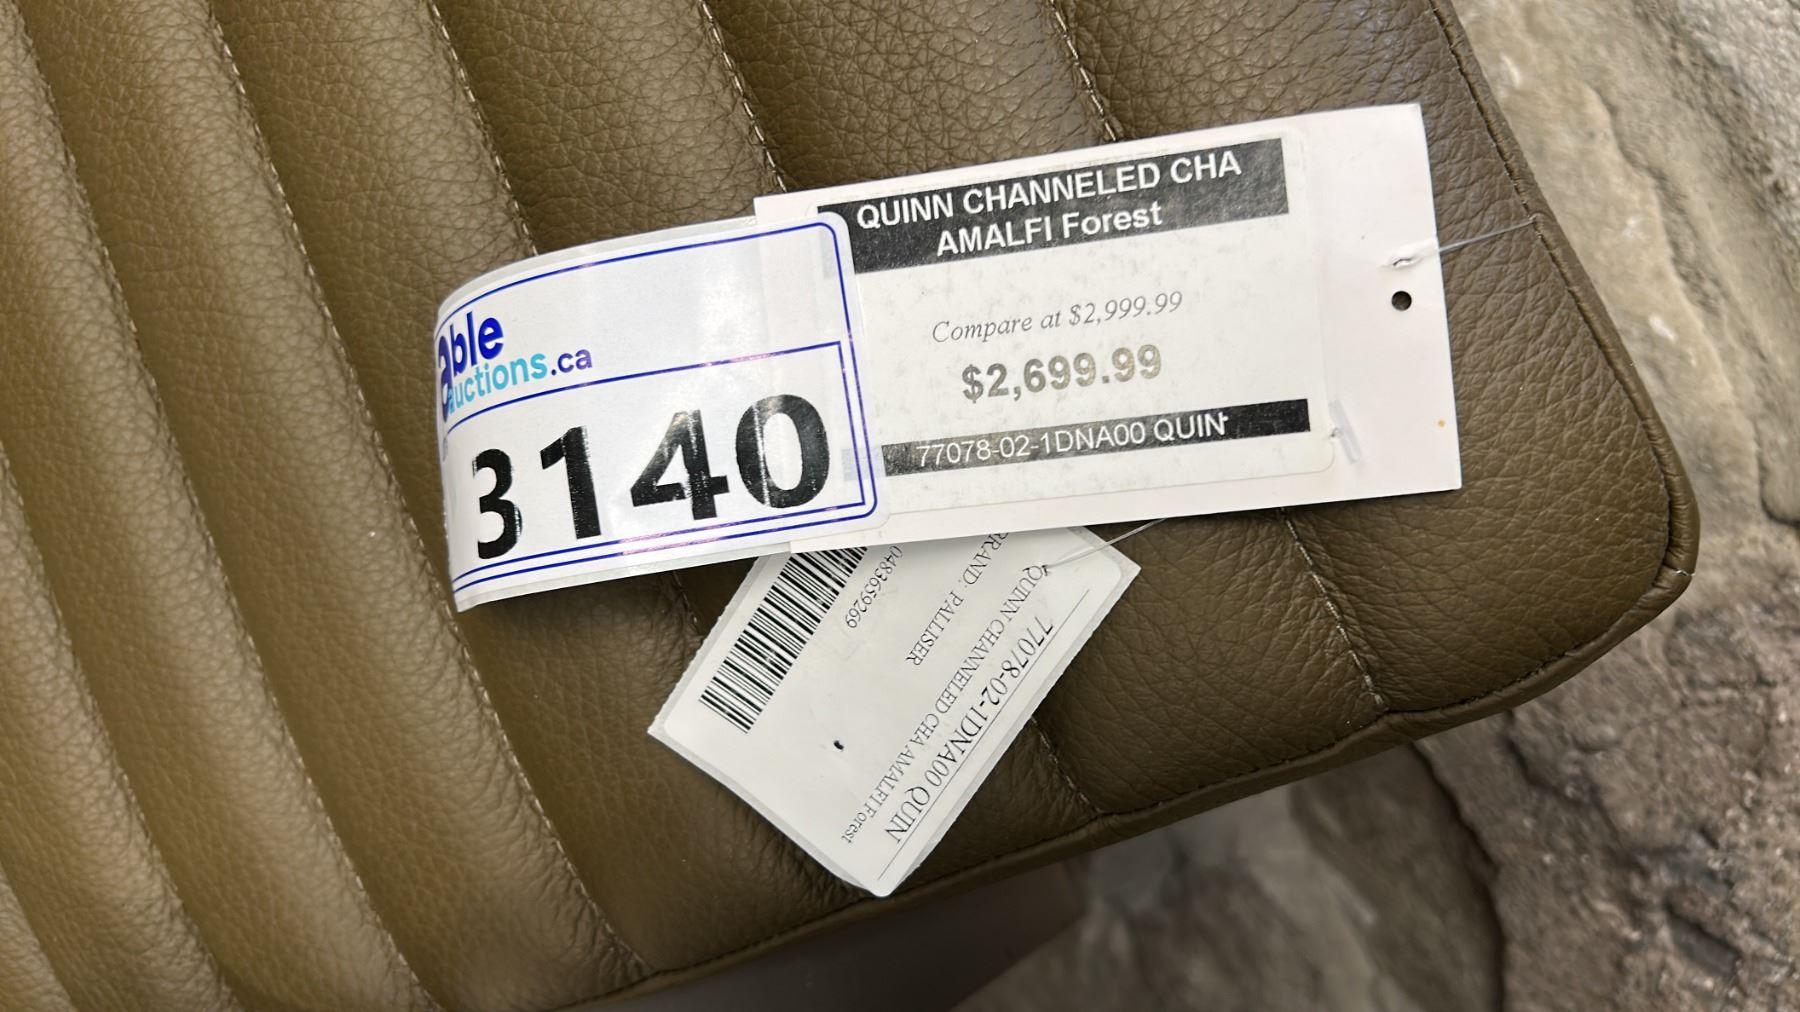 able
auctions.ca
3140
QUINN CHANNELED CHA
AMALFI Forest
Compare at $2,999.99
$2,699.99
77078-02-1DNA00 QUIN
77078-02-1DNA00 QUIN
QUINN CHANNELED CHA AMALFI Forest
BRAND: PALLISER
0483659269